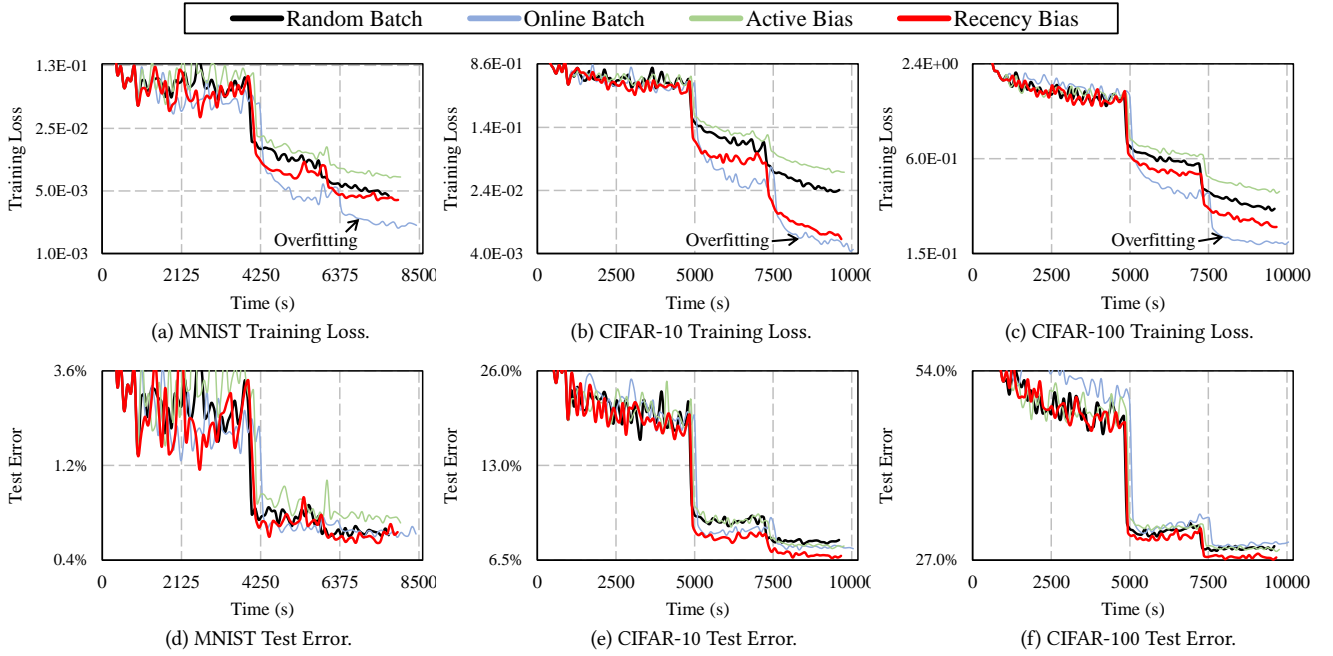 Random Batch Online Batch Active Bias Recency Bias
Training Loss
1.3E-01
2.5E-02
5.0E-03
1.0E-03
Overfitting
0 2125 4250 6375 8500
Time (s)
(a) MNIST Training Loss.
Training Loss
8.6E-01
1.4E-01
2.4E-02
4.0E-03
Overfitting
0 2500 5000 7500 10000
Time (s)
(b) CIFAR-10 Training Loss.
Training Loss
2.4E+00
6.0E-01
1.5E-01
Overfitting
0 2500 5000 7500 10000
Time (s)
(c) CIFAR-100 Training Loss.
Test Error
3.6%
1.2%
0.4%
0 2125 4250 6375 8500
Time (s)
(d) MNIST Test Error.
Test Error
26.0%
13.0%
6.5%
0 2500 5000 7500 10000
Time (s)
(e) CIFAR-10 Test Error.
Test Error
54.0%
27.0%
0 2500 5000 7500 10000
Time (s)
(f) CIFAR-100 Test Error.